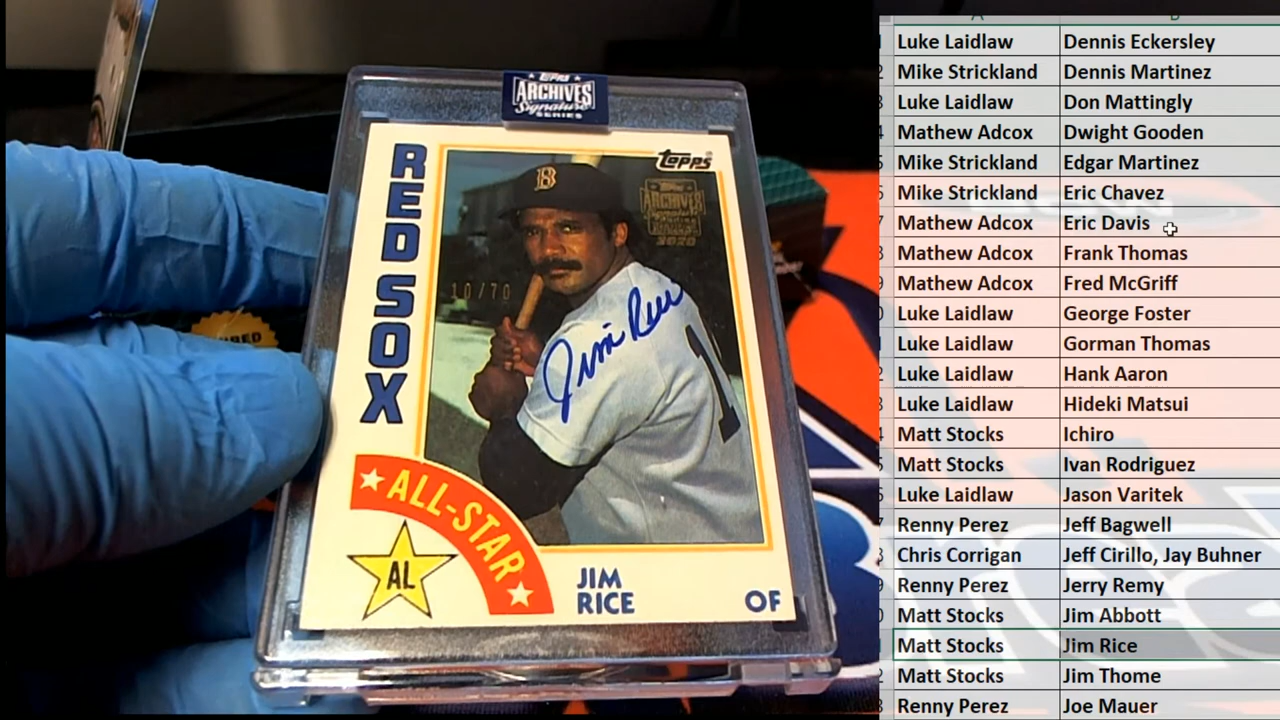 TOPPS
ARCHIVES
Signature
SERIES
RED SOX
Topps
ARCHIVES
Signature
2020
10/70
Jim Rice
ALL-STAR
AL
JIM
RICE
OF
Luke Laidlaw Dennis Eckersley
Mike Strickland Dennis Martinez
Luke Laidlaw Don Mattingly
Mathew Adcox Dwight Gooden
Mike Strickland Edgar Martinez
Mike Strickland Eric Chavez
Mathew Adcox Eric Davis
Mathew Adcox Frank Thomas
Mathew Adcox Fred McGriff
Luke Laidlaw George Foster
Luke Laidlaw Gorman Thomas
Luke Laidlaw Hank Aaron
Luke Laidlaw Hideki Matsui
Matt Stocks Ichiro
Matt Stocks Ivan Rodriguez
Luke Laidlaw Jason Varitek
Renny Perez Jeff Bagwell
Chris Corrigan Jeff Cirillo, Jay Buhner
Renny Perez Jerry Remy
Matt Stocks Jim Abbott
Matt Stocks Jim Rice
Matt Stocks Jim Thome
Renny Perez Joe Mauer